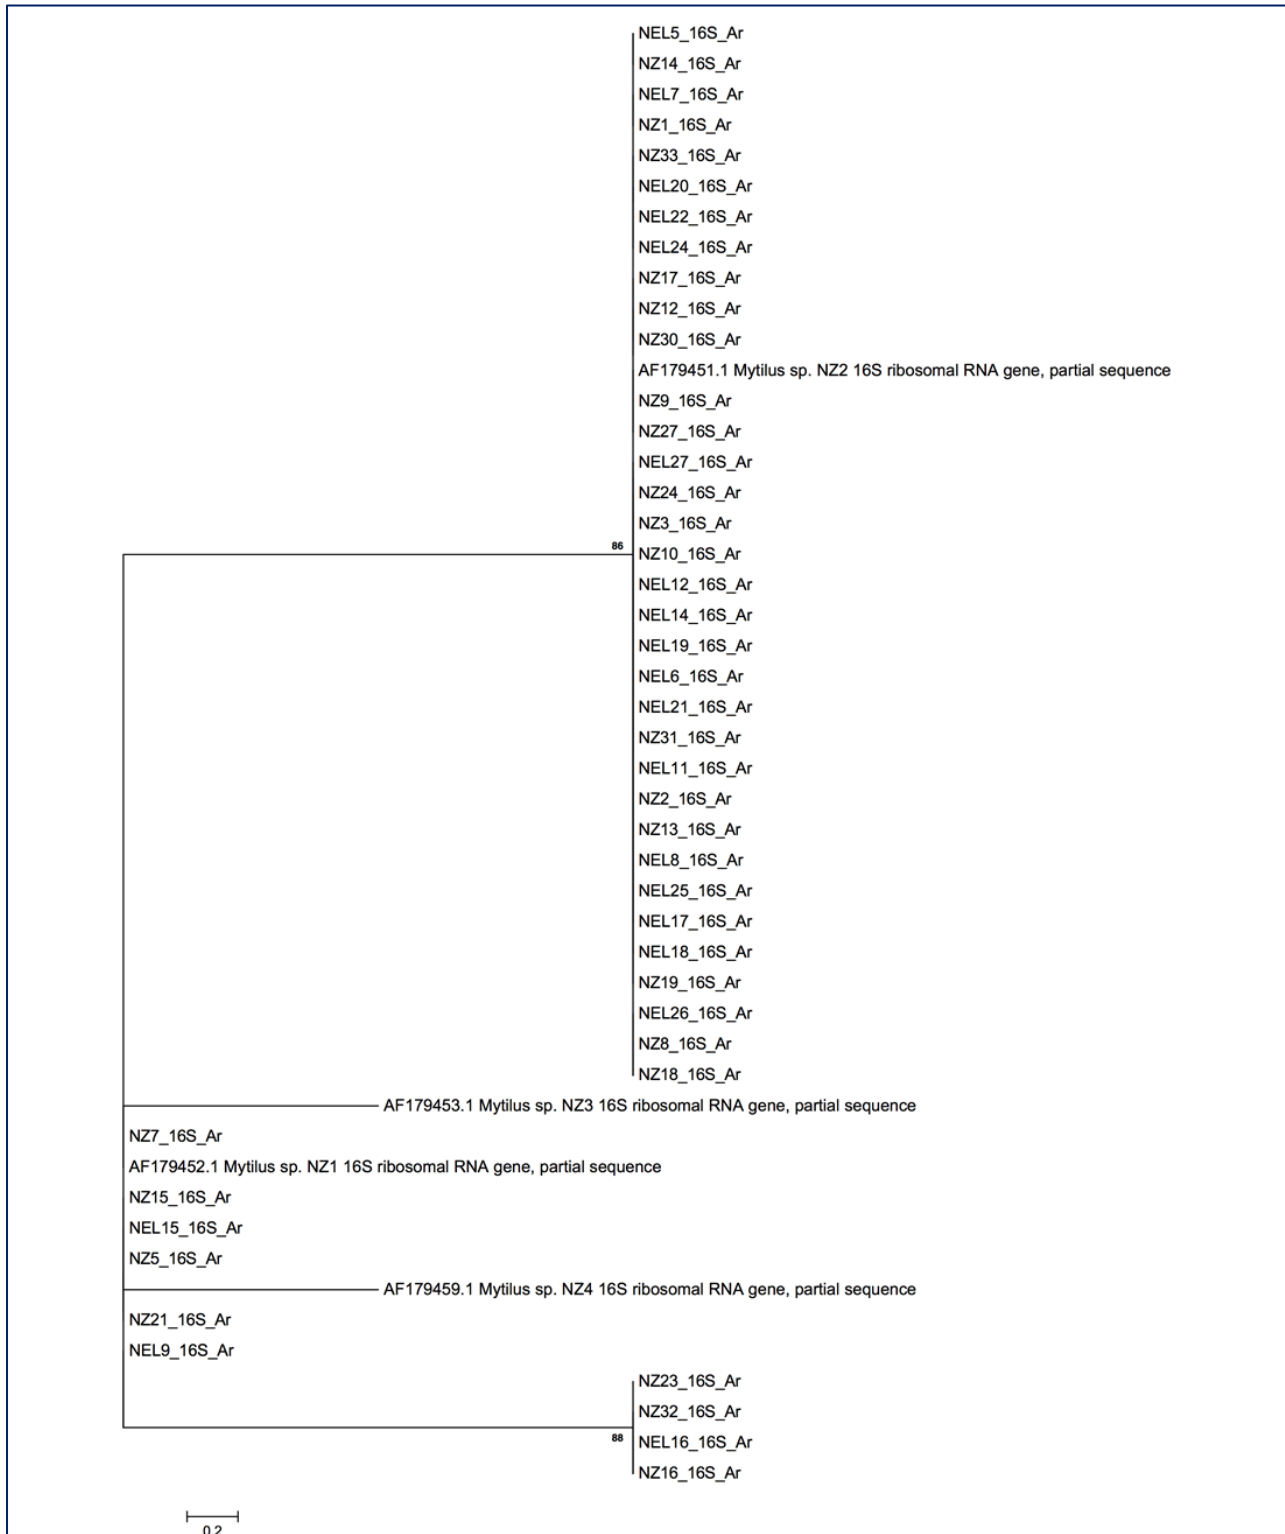 NEL5_16S_Ar
NZ14_16S_Ar
NEL7_16S_Ar
NZ1_16S_Ar
NZ33_16S_Ar
NEL20_16S_Ar
NEL22_16S_Ar
NEL24_16S_Ar
NZ17_16S_Ar
NZ12_16S_Ar
NZ30_16S_Ar
AF179451.1 Mytilus sp. NZ2 16S ribosomal RNA gene, partial sequence
NZ9_16S_Ar
NZ27_16S_Ar
NEL27_16S_Ar
NZ24_16S_Ar
NZ3_16S_Ar
86
NZ10_16S_Ar
NEL12_16S_Ar
NEL14_16S_Ar
NEL19_16S_Ar
NEL6_16S_Ar
NEL21_16S_Ar
NZ31_16S_Ar
NEL11_16S_Ar
NZ2_16S_Ar
NZ13_16S_Ar
NEL8_16S_Ar
NEL25_16S_Ar
NEL17_16S_Ar
NEL18_16S_Ar
NZ19_16S_Ar
NEL26_16S_Ar
NZ8_16S_Ar
NZ18_16S_Ar
AF179453.1 Mytilus sp. NZ3 16S ribosomal RNA gene, partial sequence
NZ7_16S_Ar
AF179452.1 Mytilus sp. NZ1 16S ribosomal RNA gene, partial sequence
NZ15_16S_Ar
NEL15_16S_Ar
NZ5_16S_Ar
AF179459.1 Mytilus sp. NZ4 16S ribosomal RNA gene, partial sequence
NZ21_16S_Ar
NEL9_16S_Ar
NZ23_16S_Ar
NZ32_16S_Ar
88
NEL16_16S_Ar
NZ16_16S_Ar
0.2